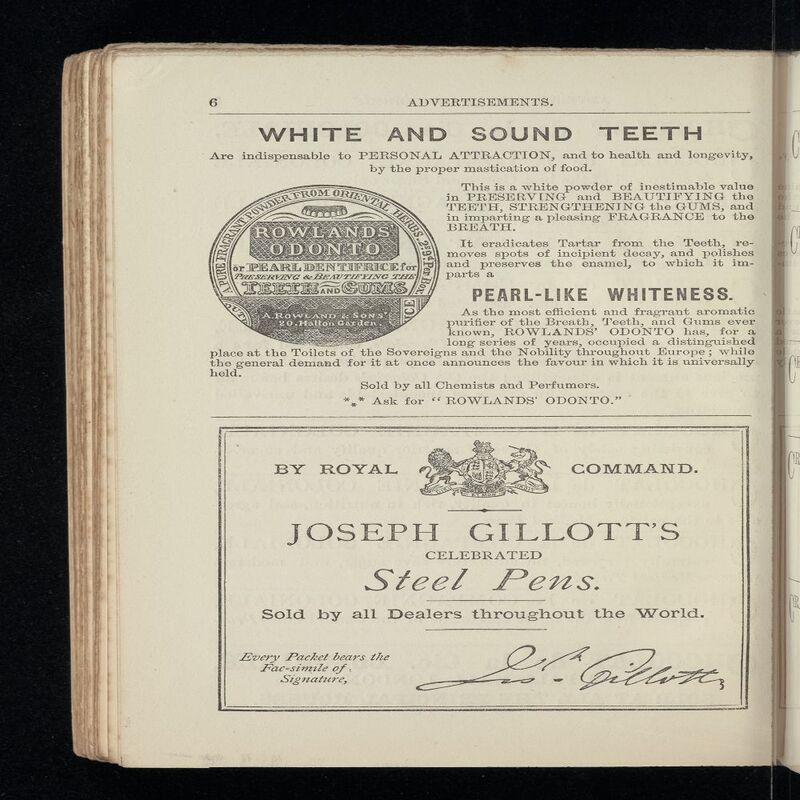 6
ADVERTISEMENTS.
WHITE AND SOUND TEETH
Are indispensable to PERSONAL ATTRACTION, and to health and longevity,
by the proper mastication of food.
A PURE FRAGRANT POWDER FROM ORIENTAL HERBS. 2s 9d Per Box.
ROWLANDS'
ODONTO
or PEARL DENTIFRICE for
PRESERVING & BEAUTIFYING THE
TEETH AND GUMS
A. ROWLAND & SONS'
20, Hatton Garden.
This is a white powder of inestimable value
in PRESERVING and BEAUTIFYING the
TEETH, STRENGTHENING the GUMS, and
in imparting a pleasing FRAGRANCE to the
BREATH.
It eradicates Tartar from the Teeth, re-
moves spots of incipient decay, and polishes
and preserves the enamel, to which it im-
parts a
PEARL-LIKE WHITENESS.
As the most efficient and fragrant aromatic
purifier of the Breath, Teeth, and Gums ever
known, ROWLANDS' ODONTO has, for a
long series of years, occupied a distinguished
place at the Toilets of the Sovereigns and the Nobility throughout Europe; while
the general demand for it at once announces the favour in which it is universally
held.
Sold by all Chemists and Perfumers.
*** Ask for "ROWLANDS' ODONTO."
BY ROYAL COMMAND.
JOSEPH GILLOTT'S
CELEBRATED
Steel Pens.
Sold by all Dealers throughout the World.
Every Packet bears the
Fac-simile of
Signature,
Josh. Gillott